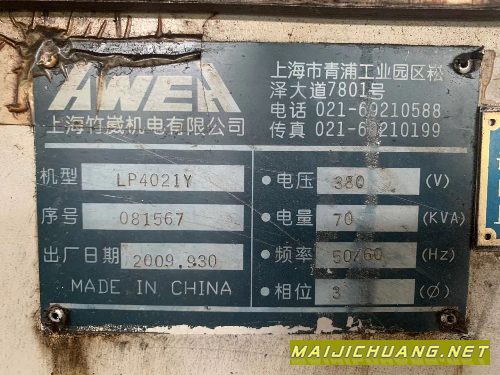 AWEA
上海竹崴机电有限公司
上海市青浦工业园区崧
泽大道7801号
电话 021-69210588
传真 021-69210199
机型 LP4021Y
序号 081567
出厂日期 2009.930
MADE IN CHINA
• 电压 380 (V)
• 电量 70 (KVA)
• 频率 50/60 (Hz)
• 相位 3 (Ø)
MAIJICHUANG.NET